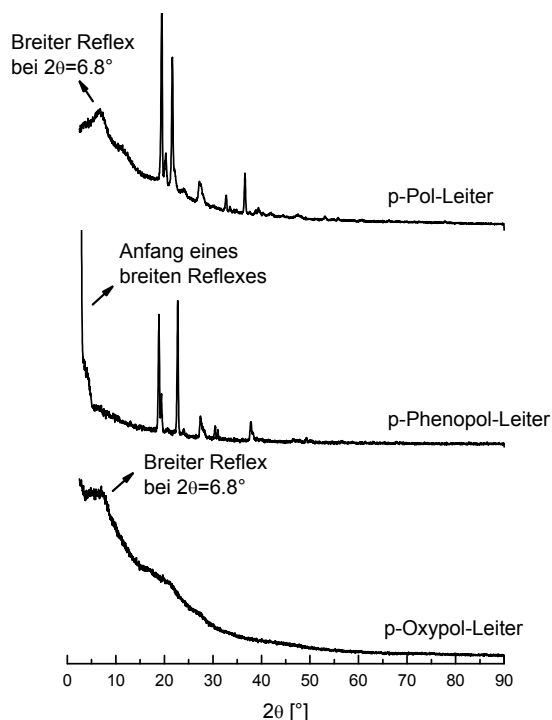 Breiter Reflex
bei 2θ=6.8°
p-Pol-Leiter
Anfang eines
breiten Reflexes
p-Phenopol-Leiter
Breiter Reflex
bei 2θ=6.8°
p-Oxypol-Leiter
0 10 20 30 40 50 60 70 80 90
2θ [°]